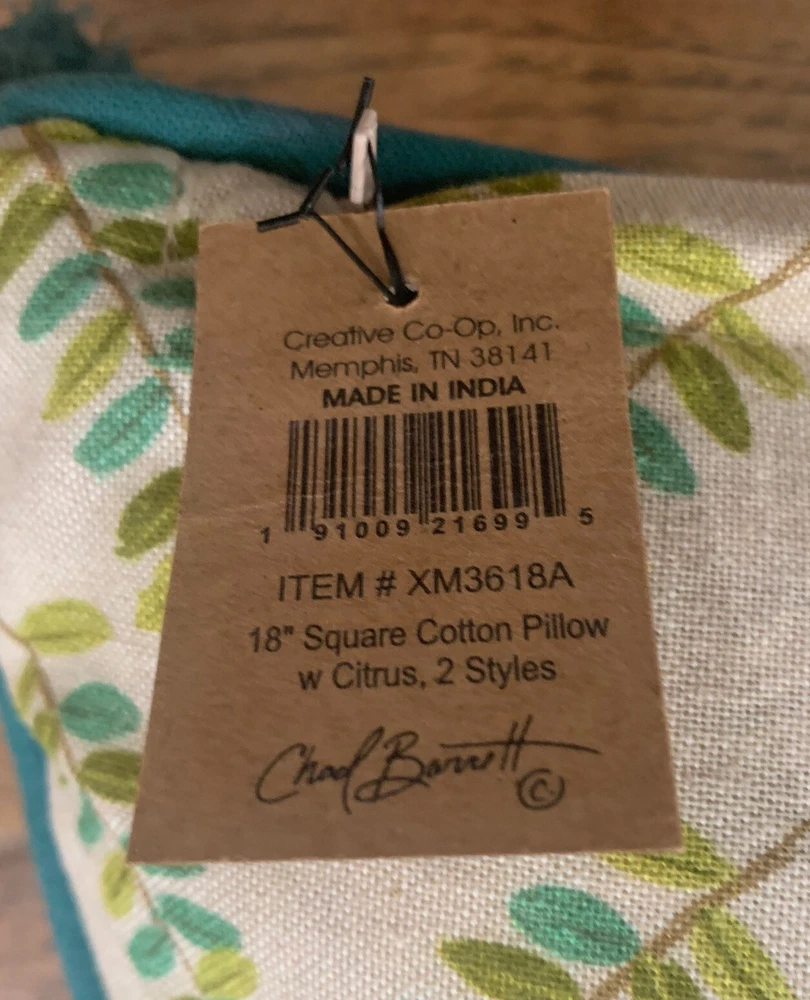 Creative Co-Op, Inc.
Memphis, TN 38141
MADE IN INDIA
1 91009 21699 5
ITEM # XM3618A
18" Square Cotton Pillow
w Citrus, 2 Styles
Chad Barrett
©